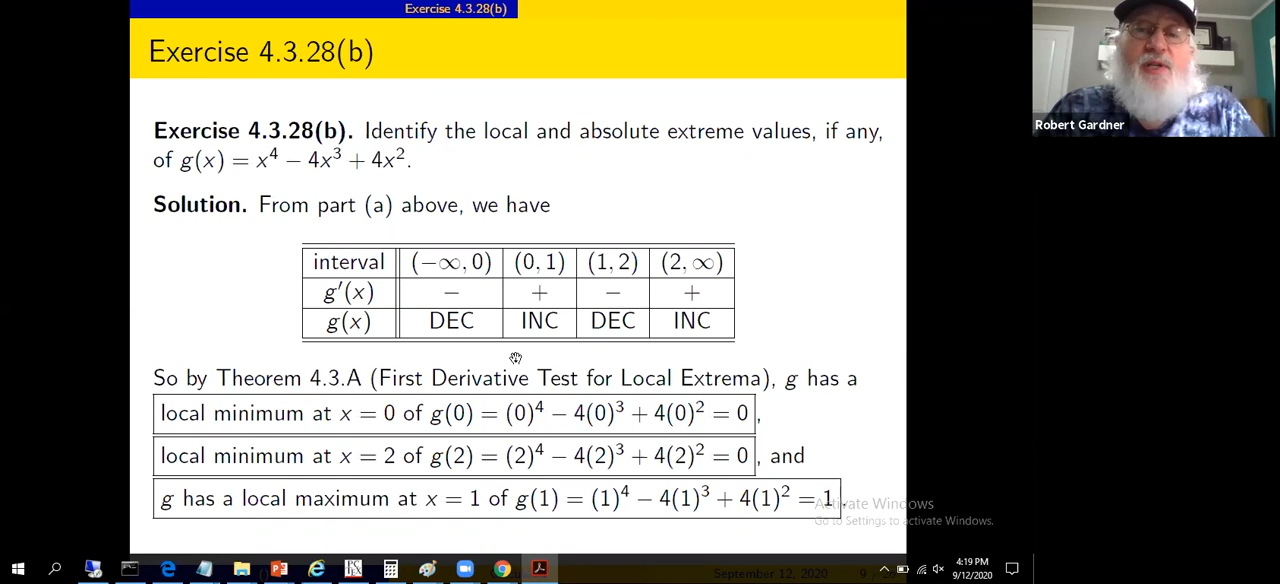 Exercise 4.3.28(b)
Exercise 4.3.28(b)
Robert Gardner
Exercise 4.3.28(b). Identify the local and absolute extreme values, if any,
of g(x) = x⁴ − 4x³ + 4x².
Solution. From part (a) above, we have
interval (−∞, 0) (0, 1) (1, 2) (2, ∞)
g′(x) − + − +
g(x) DEC INC DEC INC
So by Theorem 4.3.A (First Derivative Test for Local Extrema), g has a
local minimum at x = 0 of g(0) = (0)⁴ − 4(0)³ + 4(0)² = 0,
local minimum at x = 2 of g(2) = (2)⁴ − 4(2)³ + 4(2)² = 0, and
g has a local maximum at x = 1 of g(1) = (1)⁴ − 4(1)³ + 4(1)² = 1.
Activate Windows
Go to Settings to activate Windows.
September 12, 2020 9
4:19 PM
9/12/2020